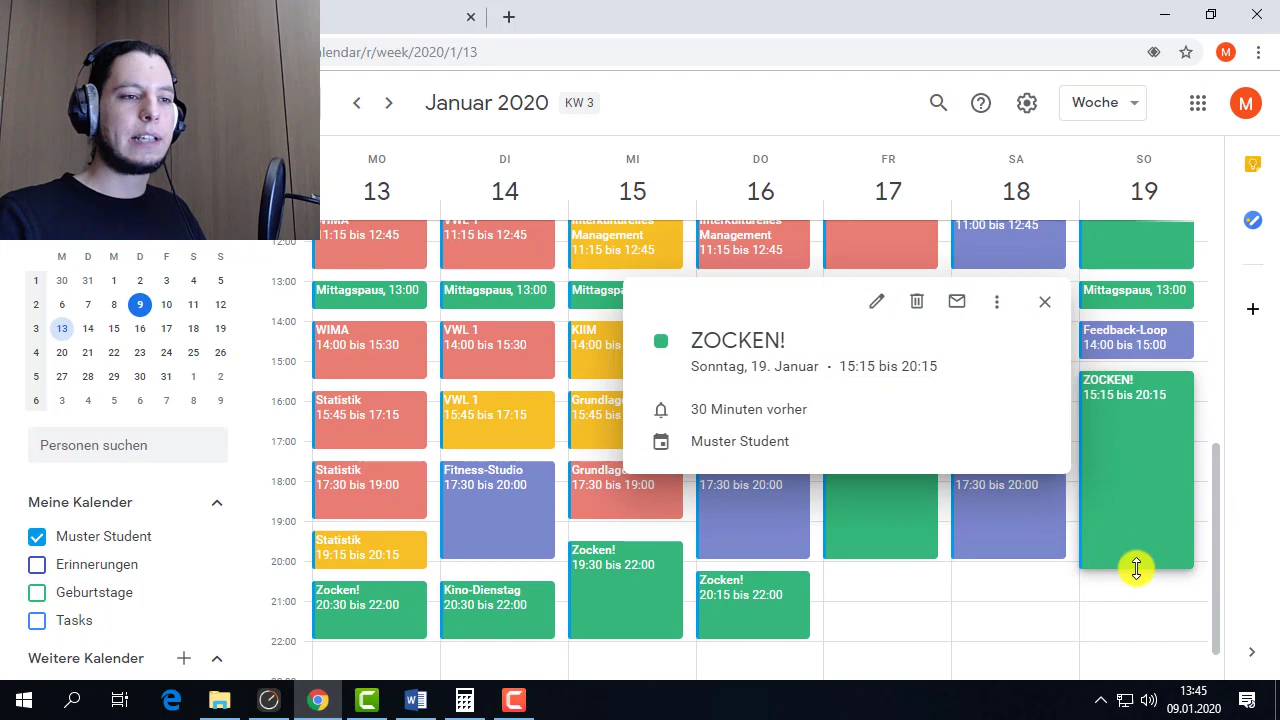 alendar/r/week/2020/1/13
M
Januar 2020
KW 3
Woche
M
MO
13
DI
14
MI
15
DO
16
FR
17
SA
18
SO
19
12:00
13:00
14:00
15:00
16:00
17:00
18:00
19:00
20:00
21:00
22:00
WIMA
11:15 bis 12:45
Mittagspaus, 13:00
WIMA
14:00 bis 15:30
Statistik
15:45 bis 17:15
Statistik
17:30 bis 19:00
Statistik
19:15 bis 20:15
Zocken!
20:30 bis 22:00
VWL 1
11:15 bis 12:45
Mittagspaus, 13:00
VWL 1
14:00 bis 15:30
VWL 1
15:45 bis 17:15
Fitness-Studio
17:30 bis 20:00
Kino-Dienstag
20:30 bis 22:00
Interkulturelles
Management
11:15 bis 12:45
Mittagspa
KIIM
14:00
Grundlag
15:45
Grundlag
17:30 bis 19:00
Zocken!
19:30 bis 22:00
Interkulturelles
Management
11:15 bis 12:45
17:30 bis 20:00
Zocken!
20:15 bis 22:00
11:00 bis 12:45
17:30 bis 20:00
Mittagspaus, 13:00
Feedback-Loop
14:00 bis 15:00
ZOCKEN!
15:15 bis 20:15
ZOCKEN!
Sonntag, 19. Januar • 15:15 bis 20:15
30 Minuten vorher
Muster Student
M D M D F S S
1 30 31 1 2 3 4 5
2 6 7 8 9 10 11 12
3 13 14 15 16 17 18 19
4 20 21 22 23 24 25 26
5 27 28 29 30 31 1 2
6 3 4 5 6 7 8 9
Personen suchen
Meine Kalender
Muster Student
Erinnerungen
Geburtstage
Tasks
Weitere Kalender
13:45
09.01.2020